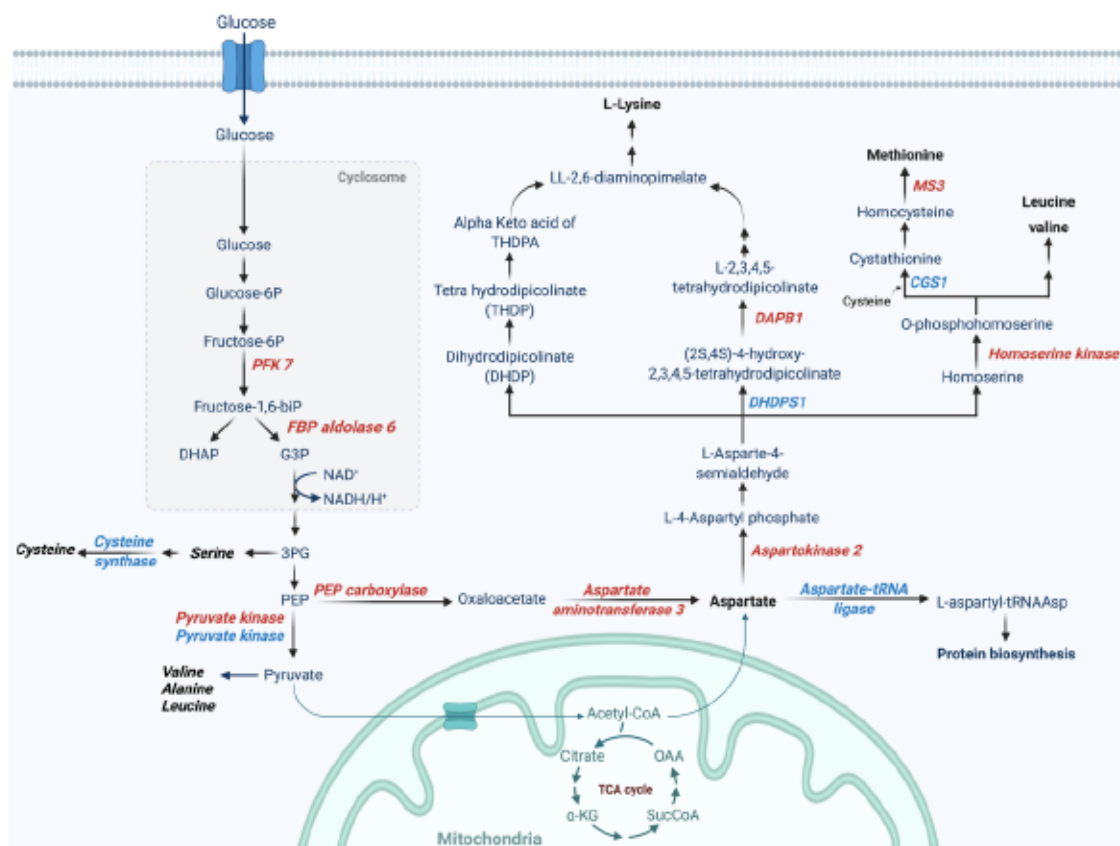 Glucose
Glucose
Cyclosome
Glucose
Glucose-6P
Fructose-6P
PFK 7
Fructose-1,6-biP
FBP aldolase 6
DHAP
G3P
NAD⁺
NADH/H⁺
Cysteine
Cysteine
synthase
Serine
3PG
PEP
PEP carboxylase
Oxaloacetate
Aspartate
aminotransferase 3
Aspartate
Aspartate-tRNA
ligase
L-aspartyl-tRNAAsp
Protein biosynthesis
Pyruvate kinase
Pyruvate kinase
Pyruvate
Valine
Alanine
Leucine
L-Lysine
LL-2,6-diaminopimelate
Alpha Keto acid of
THDPA
Tetra hydrodipicolinate
(THDP)
Dihydrodipicolinate
(DHDP)
L-2,3,4,5-
tetrahydrodipicolinate
DAPB1
(2S,4S)-4-hydroxy-
2,3,4,5-tetrahydrodipicolinate
DHDPS1
L-Asparte-4-
semialdehyde
L-4-Aspartyl phosphate
Aspartokinase 2
Methionine
MS3
Homocysteine
Cystathionine
CGS1
Cysteine
Leucine
valine
O-phosphohomoserine
Homoserine kinase
Homoserine
Acetyl-CoA
Citrate
OAA
TCA cycle
α-KG
SucCoA
Mitochondria